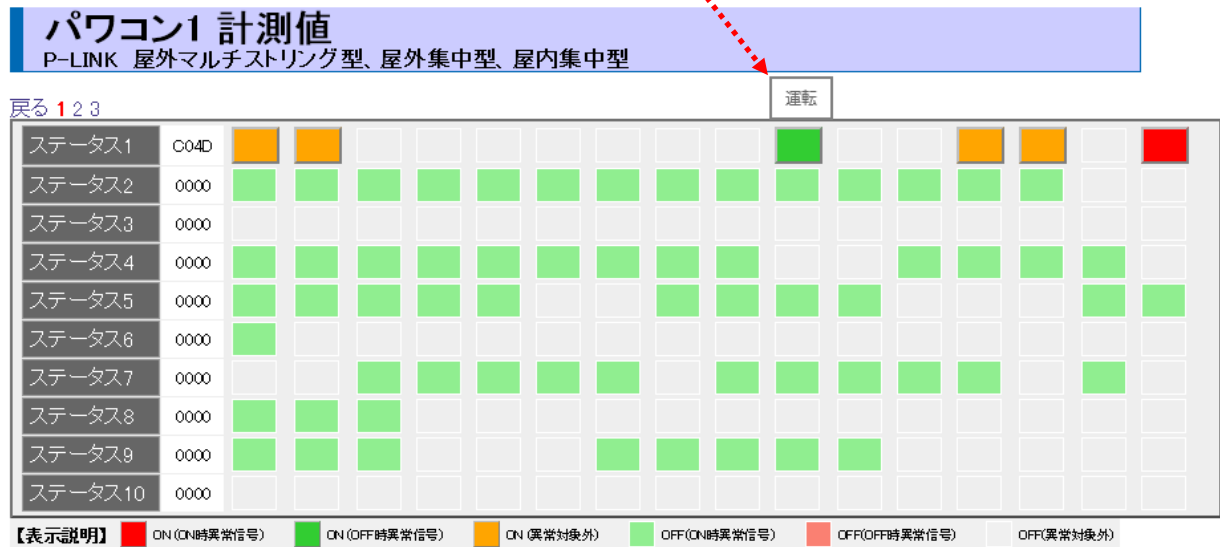 パワコン1 計測値
P-LINK 屋外マルチストリング型、屋外集中型、屋内集中型
運転
戻る 1 2 3
ステータス1 C04D
ステータス2 0000
ステータス3 0000
ステータス4 0000
ステータス5 0000
ステータス6 0000
ステータス7 0000
ステータス8 0000
ステータス9 0000
ステータス10 0000
【表示説明】 ON(ON時異常信号) ON(OFF時異常信号) ON(異常対象外) OFF(ON時異常信号) OFF(OFF時異常信号) OFF(異常対象外)